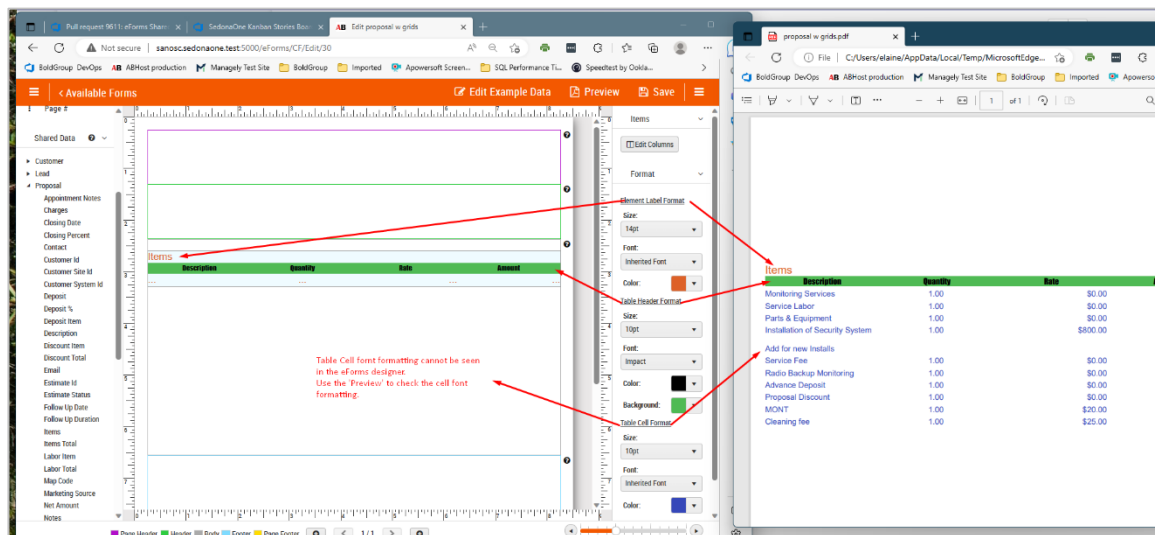 Pull request 9611: eForms Shar
SedonaOne Kanban Stories Boa
AB Edit proposal w grids
Not secure
sanosc.sedonaone.test:5000/eForms/CF/Edit/30
BoldGroup DevOps
AB ABHost production
Managely Test Site
BoldGroup
Imported
Apowersoft Screen...
SQL Performance Ti...
Speedtest by Ookla...
< Available Forms
Edit Example Data
Preview
Save
Page #
Shared Data
Customer
Lead
Proposal
Appointment Notes
Charges
Closing Date
Closing Percent
Contact
Customer Id
Customer Site Id
Customer System Id
Deposit
Deposit %
Deposit Item
Description
Discount Item
Discount Total
Email
Estimate Id
Estimate Status
Follow Up Date
Follow Up Duration
Items
Items Total
Labor Item
Labor Total
Map Code
Marketing Source
Net Amount
Notes
Items
Description Quantity Rate Amount
... ... ... ...
Table Cell fornt formatting cannot be seen
in the eForms designer.
Use the 'Preview' to check the cell font
formatting.
Page Header Header Body Footer Page Footer
1 / 1
Items
Edit Columns
Format
Element Label Format
Size:
14pt
Font:
Inherited Font
Color:
Table Header Format
Size:
10pt
Font:
Impact
Color:
Background:
Table Cell Format
Size:
10pt
Font:
Inherited Font
Color:
proposal w grids.pdf
File
C:/Users/elaine/AppData/Local/Temp/MicrosoftEdge...
BoldGroup DevOps
AB ABHost production
Managely Test Site
BoldGroup
Imported
Apowerso
1 of 1
Items
Description Quantity Rate
Monitoring Services 1.00 $0.00
Service Labor 1.00 $0.00
Parts & Equipment 1.00 $0.00
Installation of Security System 1.00 $800.00
Add for new Installs
Service Fee 1.00 $0.00
Radio Backup Monitoring 1.00 $0.00
Advance Deposit 1.00 $0.00
Proposal Discount 1.00 $0.00
MONT 1.00 $20.00
Cleaning fee 1.00 $25.00